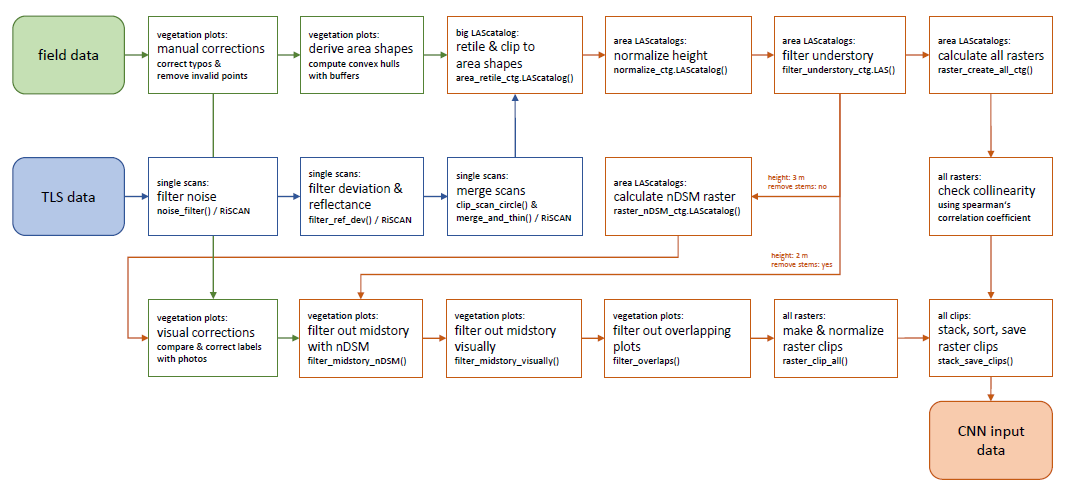 field data
vegetation plots:
manual corrections
correct typos &
remove invalid points
vegetation plots:
derive area shapes
compute convex hulls
with buffers
big LAScatalog:
retile & clip to
area shapes
area_retile_ctg.LAScatalog()
area LAScatalogs:
normalize height
normalize_ctg.LAScatalog()
area LAScatalogs:
filter understory
filter_understory_ctg.LAS()
area LAScatalogs:
calculate all rasters
raster_create_all_ctg()
TLS data
single scans:
filter noise
noise_filter() / RiSCAN
single scans:
filter deviation &
reflectance
filter_ref_dev() / RiSCAN
single scans:
merge scans
clip_scan_circle() &
merge_and_thin() / RiSCAN
area LAScatalogs:
calculate nDSM raster
raster_nDSM_ctg.LAScatalog()
height: 3 m
remove stems: no
all rasters:
check collinearity
using spearman's
correlation coefficient
height: 2 m
remove stems: yes
vegetation plots:
visual corrections
compare & correct labels
with photos
vegetation plots:
filter out midstory
with nDSM
filter_midstory_nDSM()
vegetation plots:
filter out midstory
visually
filter_midstory_visually()
vegetation plots:
filter out overlapping
plots
filter_overlaps()
all rasters:
make & normalize
raster clips
raster_clip_all()
all clips:
stack, sort, save
raster clips
stack_save_clips()
CNN input
data